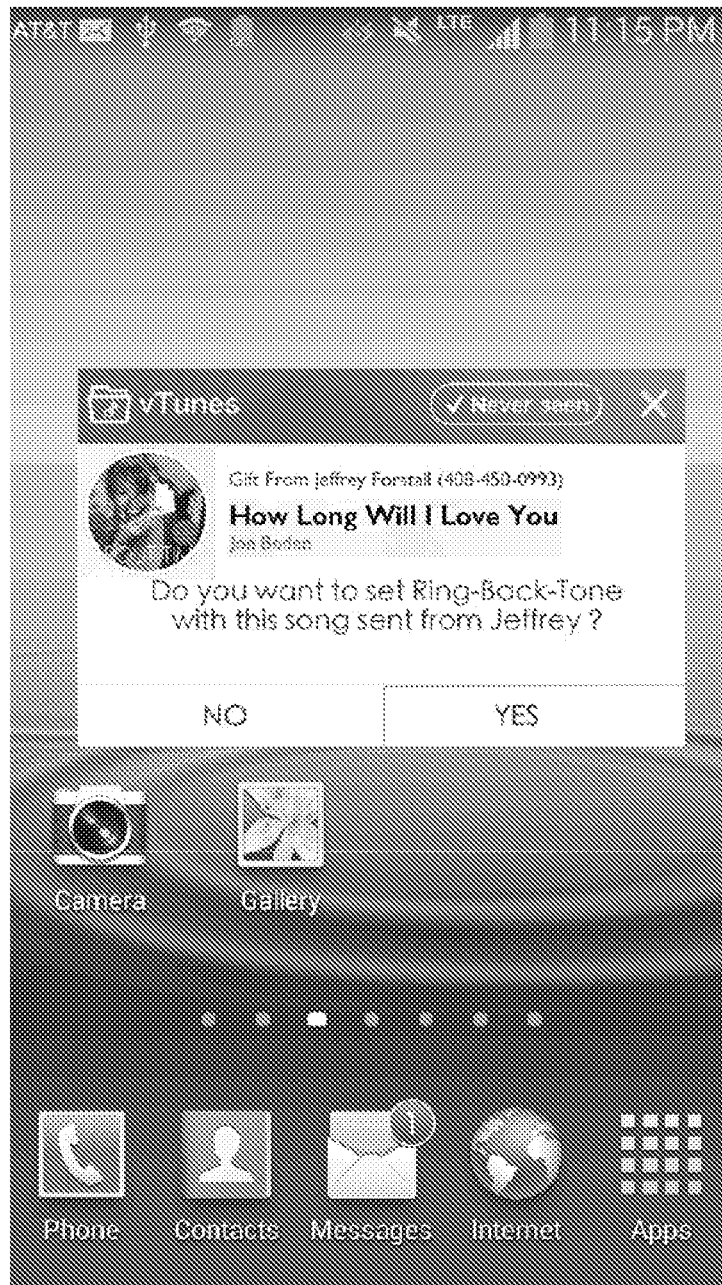 AT&T LTE 11:15 PM
vTunes ✓ Never seen
Gift From Jeffrey Forstall (408-450-0993)
How Long Will I Love You
Jon Boden
Do you want to set Ring-Back-Tone
with this song sent from Jeffrey ?
NO YES
Camera Gallery
1
Phone Contacts Messages Internet Apps